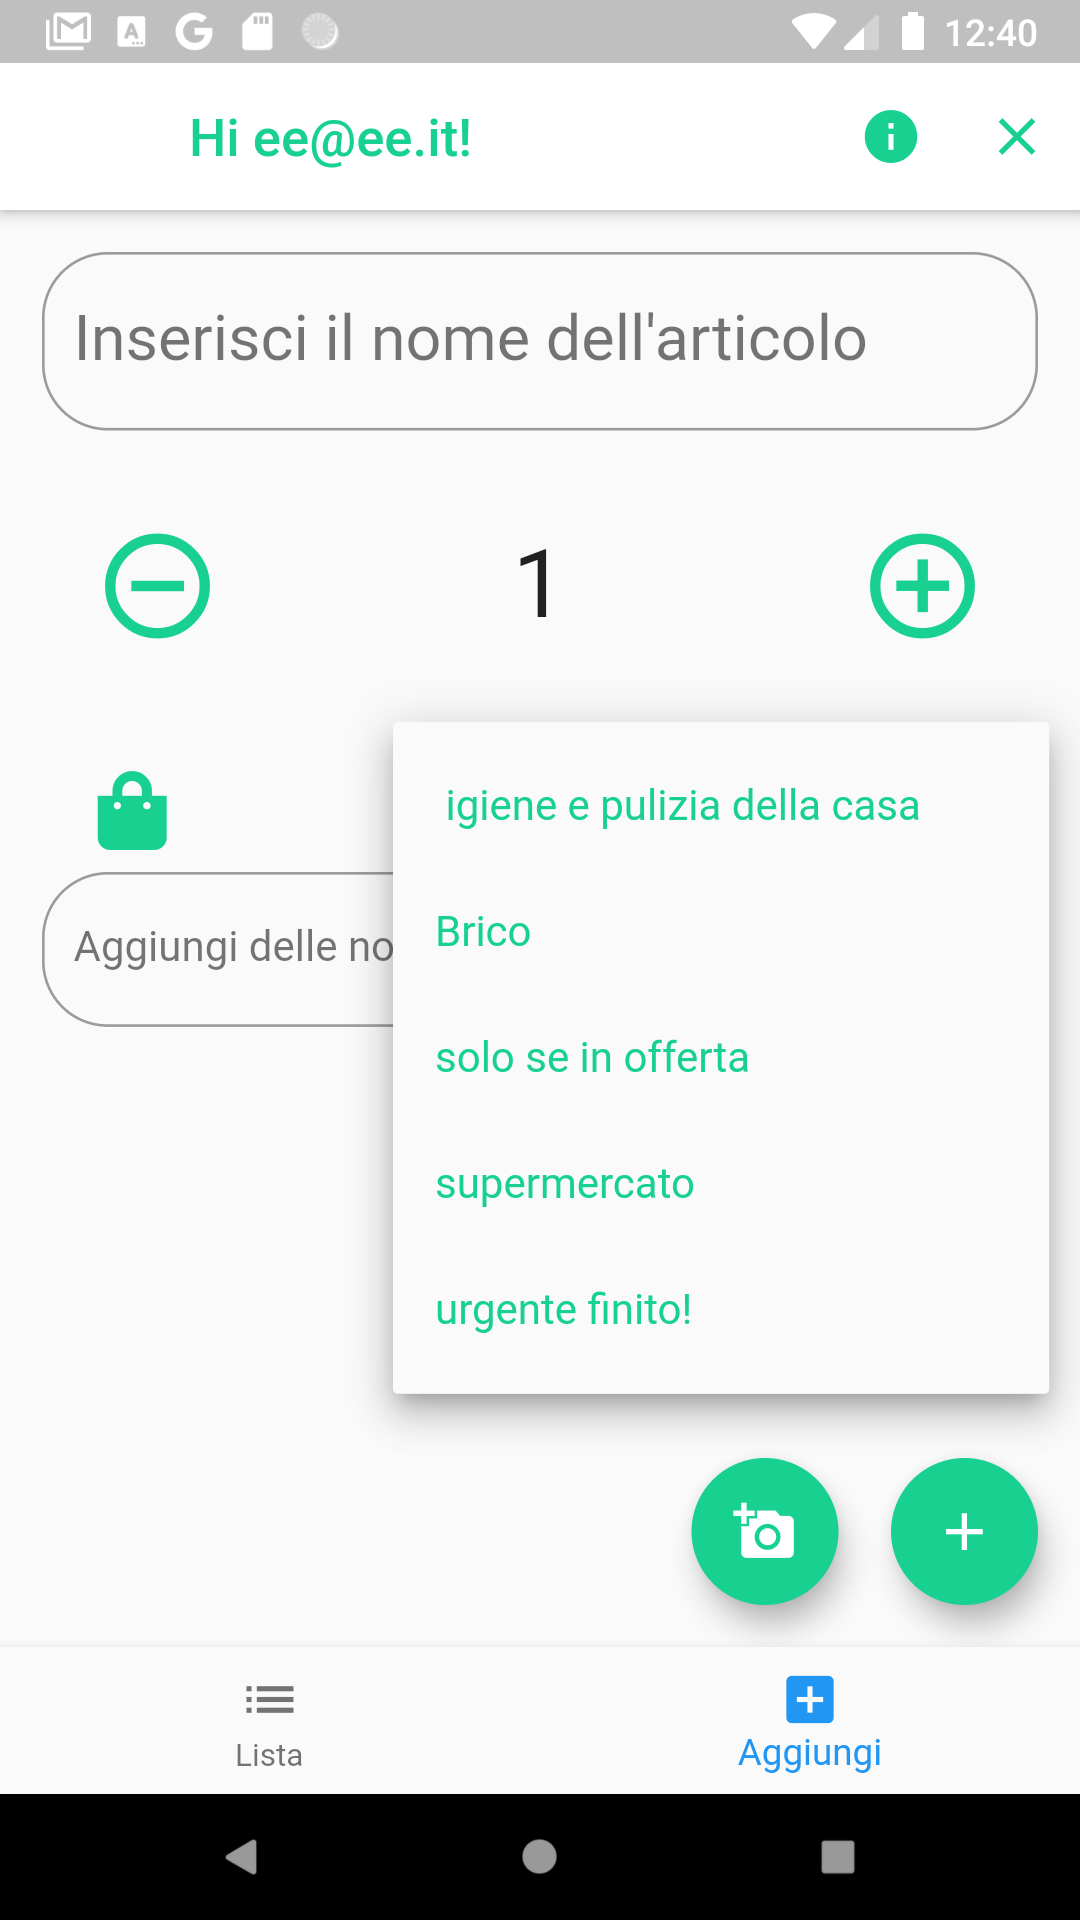 12:40
Hi ee@ee.it!
Inserisci il nome dell'articolo
1
igiene e pulizia della casa
Brico
Aggiungi delle no
solo se in offerta
supermercato
urgente finito!
Lista
Aggiungi